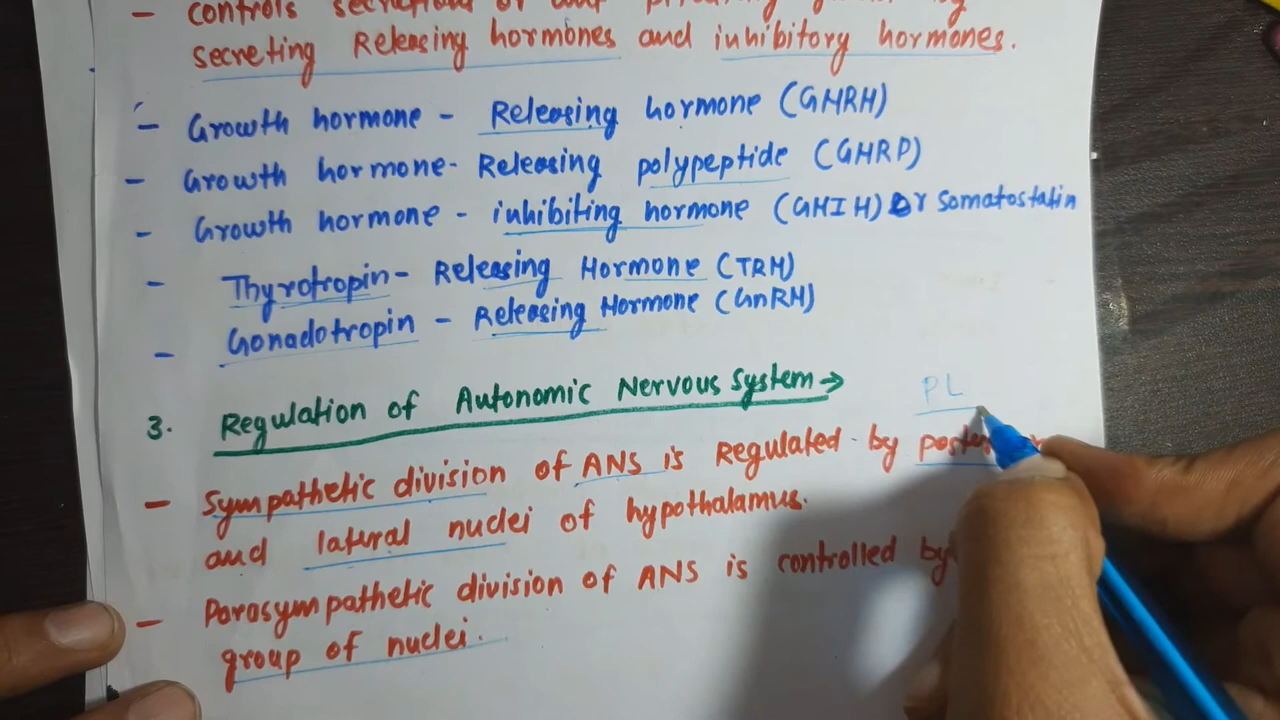 - controls
secreting Releasing hormones and inhibitory hormones.
- Growth hormone - Releasing hormone (GHRH)
- Growth hormone- Releasing polypeptide (GHRP)
- Growth hormone - inhibiting hormone (GHIH) Or Somatostatin
- Thyrotropin- Releasing Hormone (TRH)
- Gonadotropin - Releasing Hormone (GnRH)
3. Regulation of Autonomic Nervous System→
PL
- Sympathetic division of ANS is Regulated by
and lateral nuclei of hypothalamus.
- Parasympathetic division of ANS is controlled by
group of nuclei.